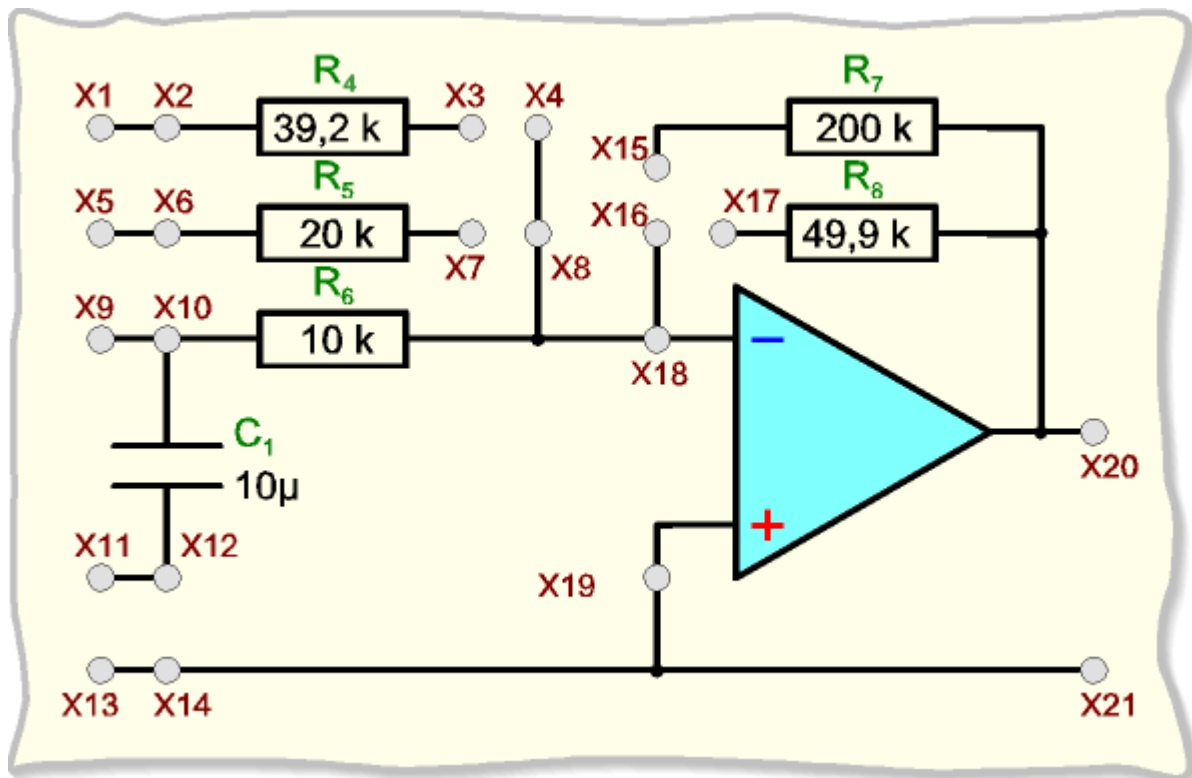 R4
R7
X1 X2 X3 X4
39,2 k
200 k
X15
R5
R8
X5 X6
X16
X17
20 k
49,9 k
X7
X8
R6
X9 X10
10 k
−
X18
C1
10µ
X20
+
X11
X12
X19
X13 X14
X21